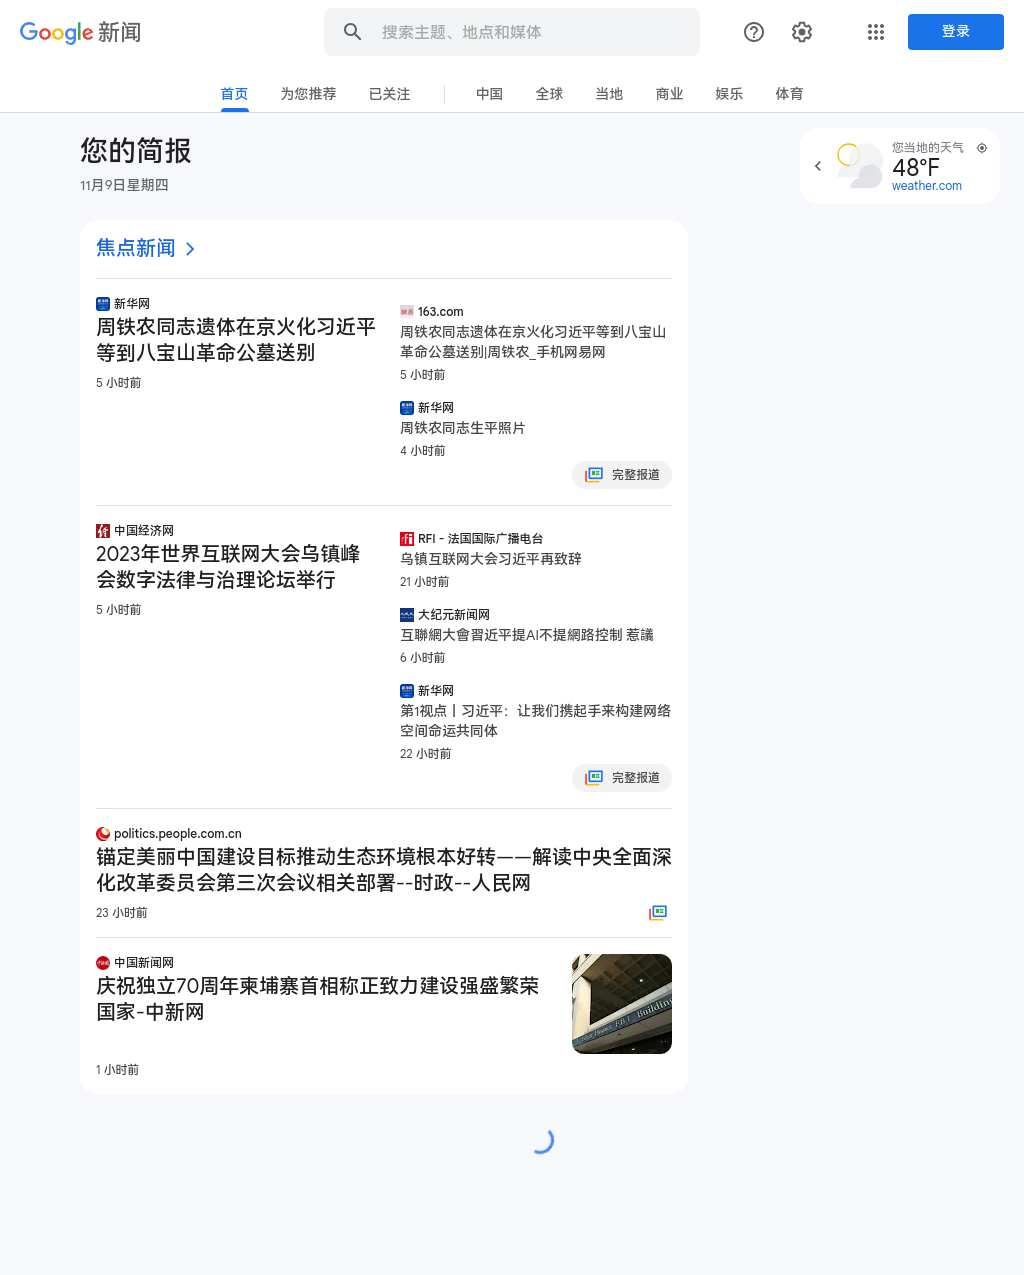 Google 新闻
搜索主题、地点和媒体
登录
首页
为您推荐
已关注
中国
全球
当地
商业
娱乐
体育
您的简报
11月9日星期四
您当地的天气
48°F
weather.com
焦点新闻
新华网
周铁农同志遗体在京火化习近平
等到八宝山革命公墓送别
5 小时前
163.com
周铁农同志遗体在京火化习近平等到八宝山
革命公墓送别|周铁农_手机网易网
5 小时前
新华网
周铁农同志生平照片
4 小时前
完整报道
中国经济网
2023年世界互联网大会乌镇峰
会数字法律与治理论坛举行
5 小时前
RFI - 法国国际广播电台
乌镇互联网大会习近平再致辞
21 小时前
大纪元新闻网
互聯網大會習近平提AI不提網路控制 惹議
6 小时前
新华网
第1视点丨习近平：让我们携起手来构建网络
空间命运共同体
22 小时前
完整报道
politics.people.com.cn
锚定美丽中国建设目标推动生态环境根本好转——解读中央全面深
化改革委员会第三次会议相关部署--时政--人民网
23 小时前
中国新闻网
庆祝独立70周年柬埔寨首相称正致力建设强盛繁荣
国家-中新网
1 小时前
FBI Building